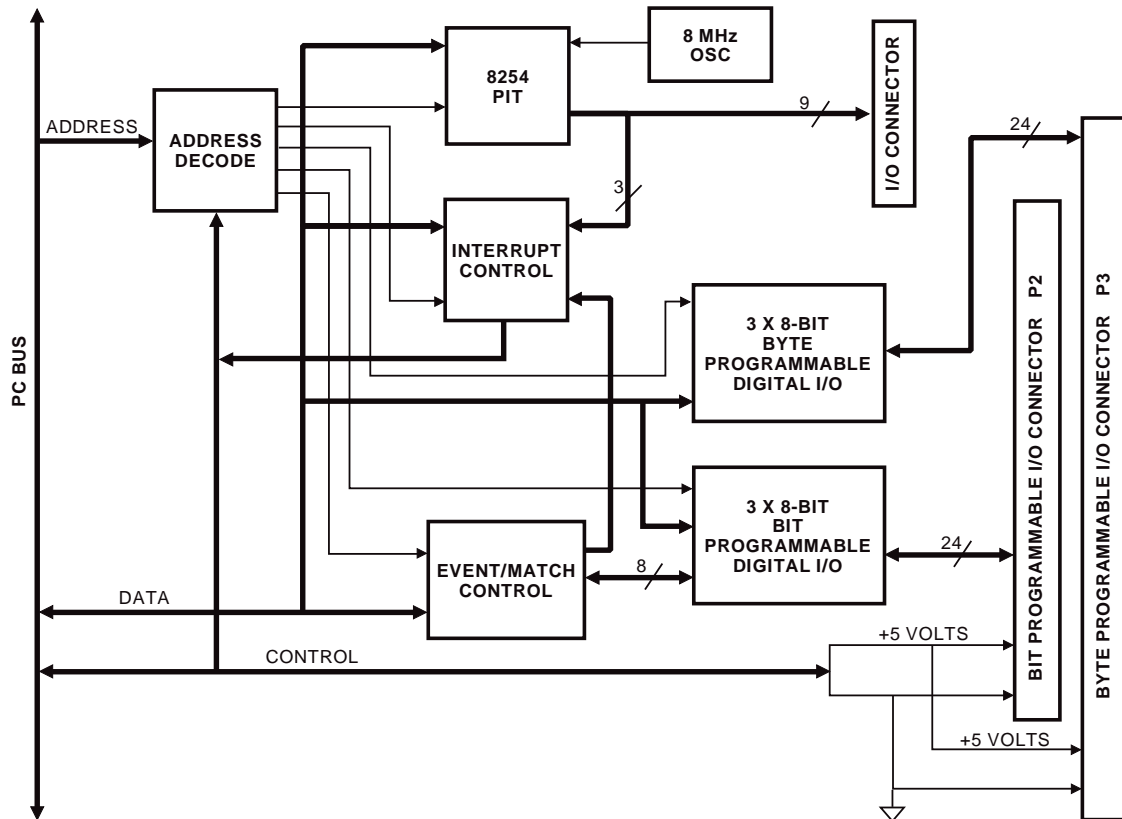 8 MHz
OSC
8254
PIT
9
I/O CONNECTOR
24
ADDRESS
ADDRESS
DECODE
3
INTERRUPT
CONTROL
PC BUS
3 X 8-BIT
BYTE
PROGRAMMABLE
DIGITAL I/O
BIT PROGRAMMABLE I/O CONNECTOR P2
BYTE PROGRAMMABLE I/O CONNECTOR P3
3 X 8-BIT
BIT
PROGRAMMABLE
DIGITAL I/O
24
EVENT/MATCH
CONTROL
8
DATA
+5 VOLTS
CONTROL
+5 VOLTS